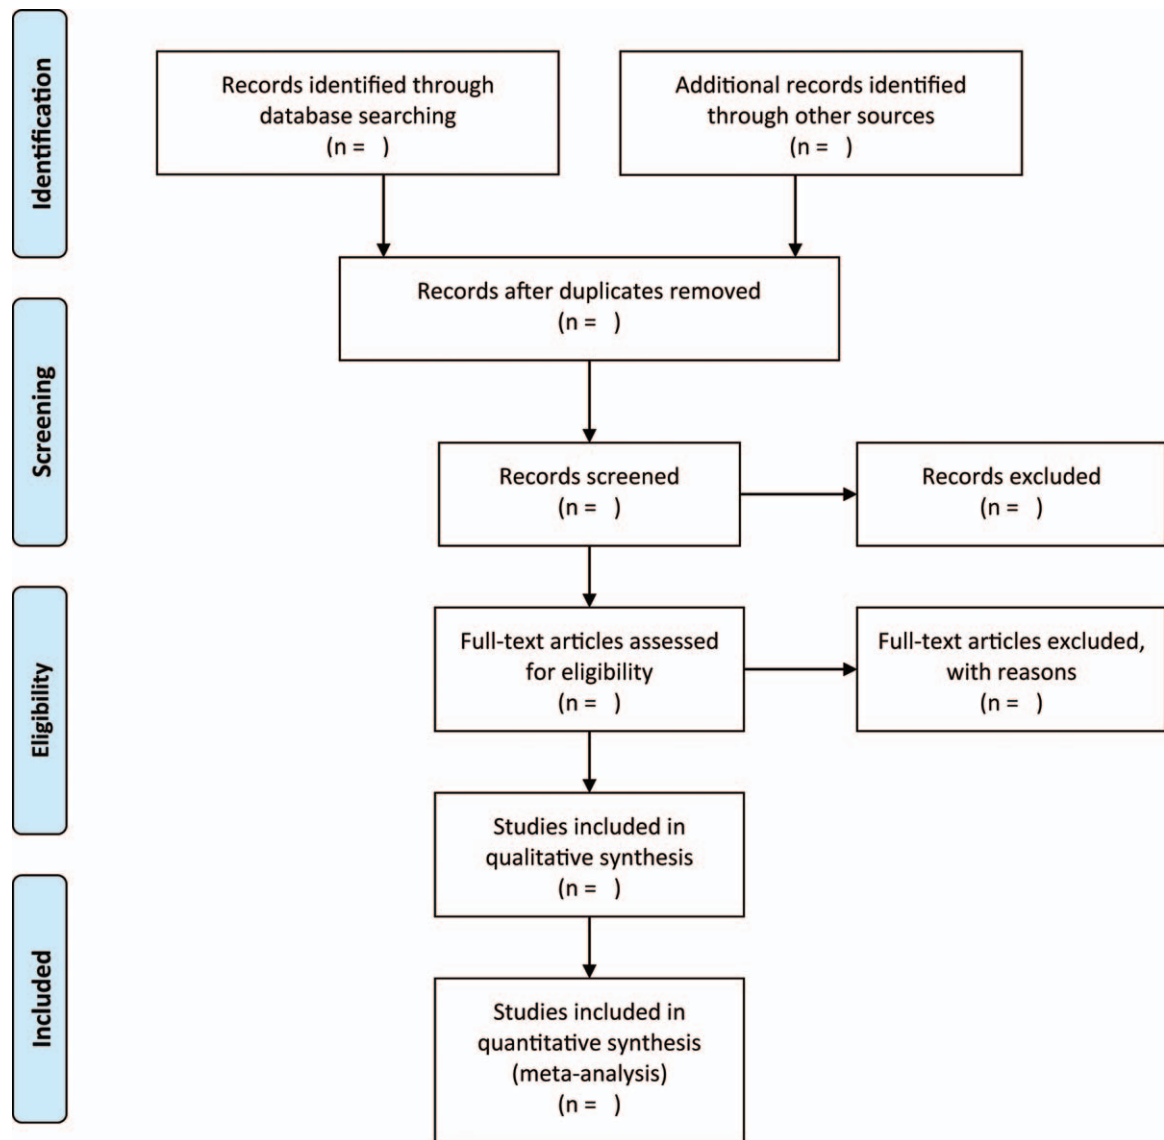 Identification
Records identified through
database searching
(n =   )
Additional records identified
through other sources
(n =   )
Records after duplicates removed
(n =   )
Screening
Records screened
(n =   )
Records excluded
(n =   )
Eligibility
Full-text articles assessed
for eligibility
(n =   )
Full-text articles excluded,
with reasons
(n =   )
Studies included in
qualitative synthesis
(n =   )
Included
Studies included in
quantitative synthesis
(meta-analysis)
(n =   )